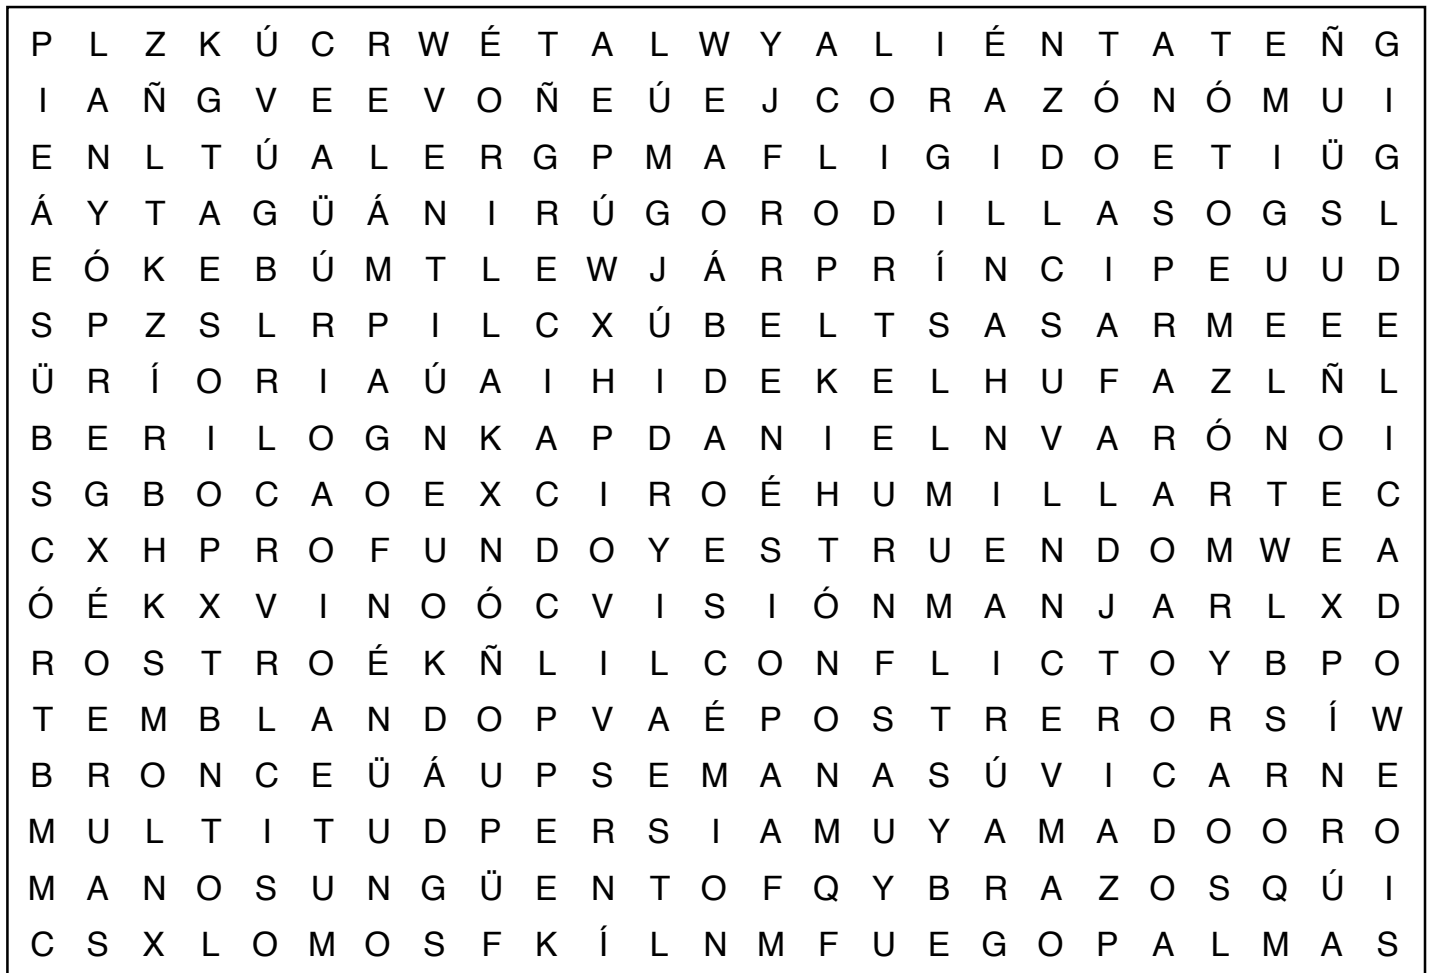 P L Z K Ú C R W É T A L W Y A L I É N T A T E Ñ G
I A Ñ G V E E V O Ñ E Ú E J C O R A Z Ó N Ó M U I
E N L T Ú A L E R G P M A F L I G I D O E T I Ü G
Á Y T A G Ü Á N I R Ú G O R O D I L L A S O G S L
E Ó K E B Ú M T L E W J Á R P R Í N C I P E U U D
S P Z S L R P I L C X Ú B E L T S A S A R M E E E
Ü R Í O R I A Ú A I H I D E K E L H U F A Z L Ñ L
B E R I L O G N K A P D A N I E L N V A R Ó N O I
S G B O C A O E X C I R O É H U M I L L A R T E C
C X H P R O F U N D O Y E S T R U E N D O M W E A
Ó É K X V I N O Ó C V I S I Ó N M A N J A R L X D
R O S T R O É K Ñ L I L C O N F L I C T O Y B P O
T E M B L A N D O P V A É P O S T R E R O R S Í W
B R O N C E Ü Á U P S E M A N A S Ú V I C A R N E
M U L T I T U D P E R S I A M U Y A M A D O O R O
M A N O S U N G Ü E N T O F Q Y B R A Z O S Q Ú I
C S X L O M O S F K Í L N M F U E G O P A L M A S